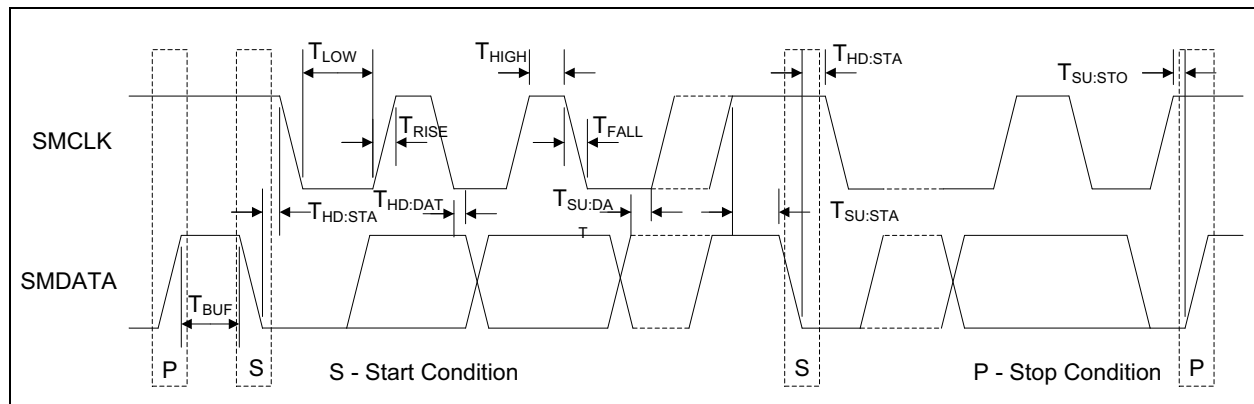 T_LOW
T_HIGH
T_HD:STA
T_SU:STO
SMCLK
T_RISE
T_FALL
T_HD:STA
T_HD:DAT
T_SU:DA
T
T_SU:STA
SMDATA
T_BUF
P
S
S - Start Condition
S
P - Stop Condition
P